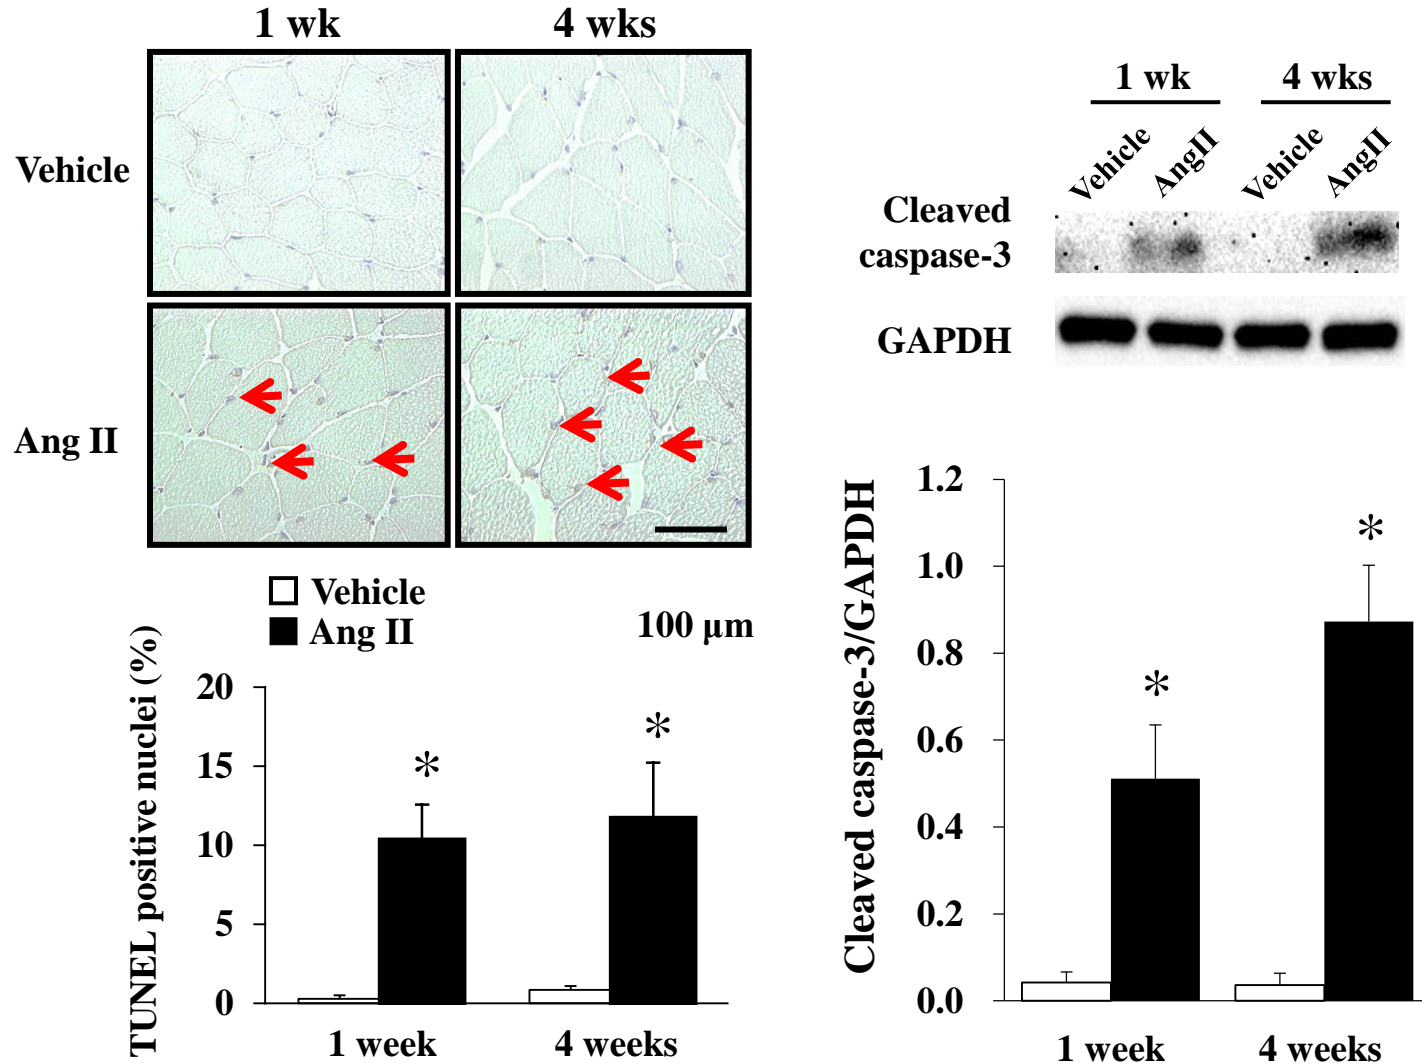 1 wk 4 wks
Vehicle
Ang II
Vehicle
Ang II
100 µm
TUNEL positive nuclei (%)
20
15
10
5
0
*
*
1 week 4 weeks
1 wk 4 wks
Vehicle AngII Vehicle AngII
Cleaved
caspase-3
GAPDH
Cleaved caspase-3/GAPDH
1.2
1.0
0.8
0.6
0.4
0.2
0.0
*
*
1 week 4 weeks